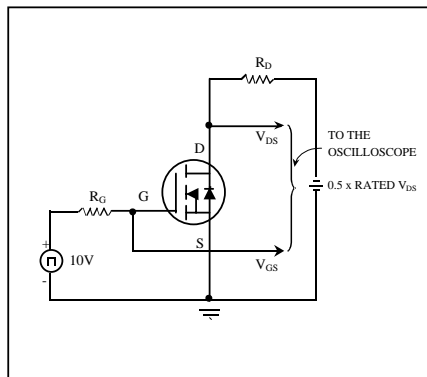 R_D
D
V_DS
TO THE
OSCILLOSCOPE
0.5 x RATED V_DS
R_G
G
S
V_GS
+
10V
-